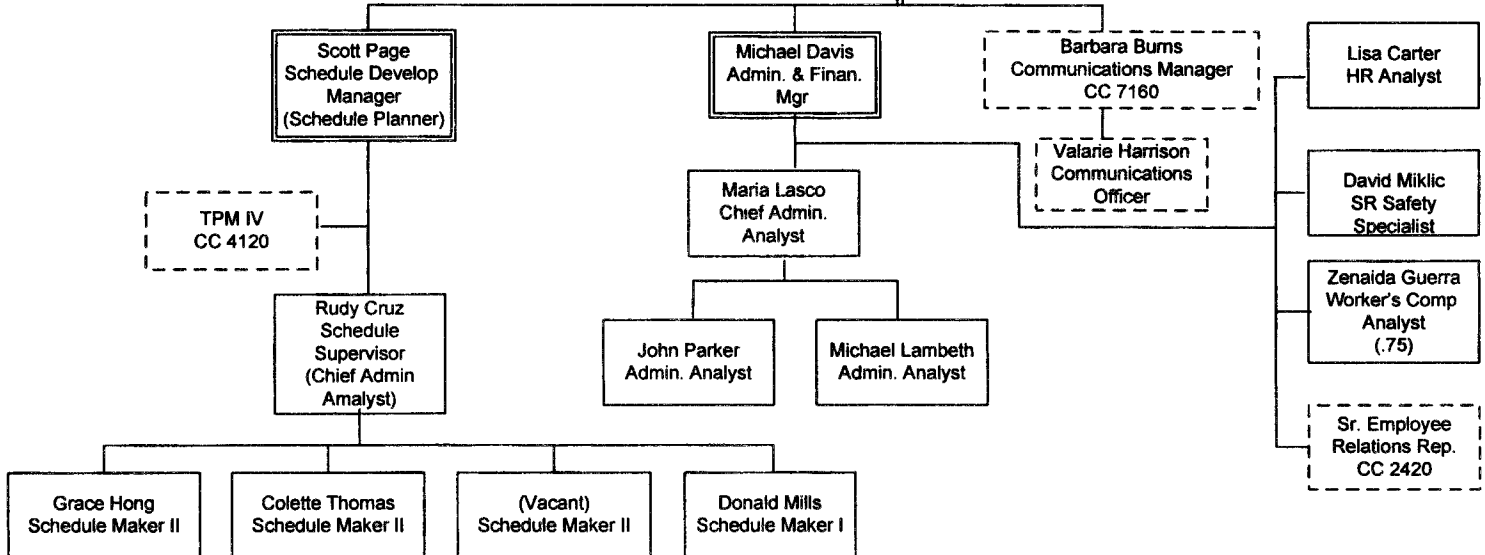 Scott Page
Schedule Develop
Manager
(Schedule Planner)
Michael Davis
Admin. & Finan.
Mgr
Barbara Burns
Communications Manager
CC 7160
Lisa Carter
HR Analyst
Valarie Harrison
Communications
Officer
David Miklic
SR Safety
Specialist
Maria Lasco
Chief Admin.
Analyst
TPM IV
CC 4120
Zenaida Guerra
Worker's Comp
Analyst
(.75)
Rudy Cruz
Schedule
Supervisor
(Chief Admin
Amalyst)
John Parker
Admin. Analyst
Michael Lambeth
Admin. Analyst
Sr. Employee
Relations Rep.
CC 2420
Grace Hong
Schedule Maker II
Colette Thomas
Schedule Maker II
(Vacant)
Schedule Maker II
Donald Mills
Schedule Maker I